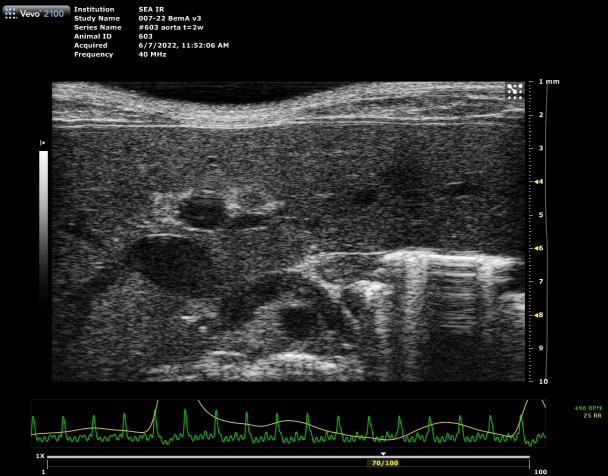 Vevo 2100
Institution SEA IR
Study Name 007-22 BemA v3
Series Name #603 aorta t=2w
Animal ID 603
Acquired 6/7/2022, 11:52:06 AM
Frequency 40 MHz
1 mm
2
3
4
5
6
7
8
9
10
496 BPM
25 RR
1X
70/100
1
100